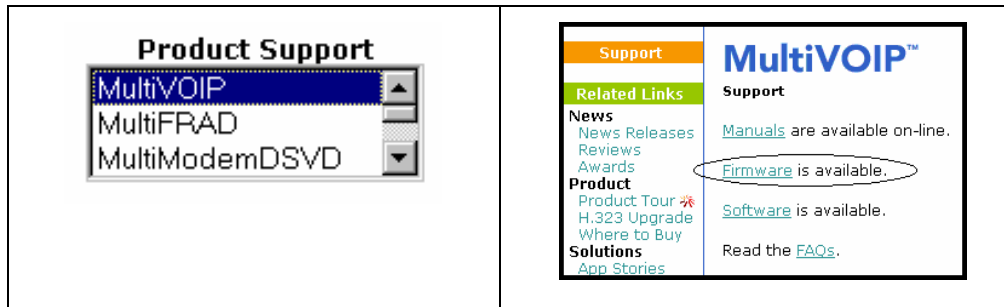 Product Support
MultiVOIP
MultiFRAD
MultiModemDSVD
Support
Related Links
News
News Releases
Reviews
Awards
Product
Product Tour
H.323 Upgrade
Where to Buy
Solutions
App Stories
MultiVOIP™
Support
Manuals are available on-line.
Firmware is available.
Software is available.
Read the FAQs.